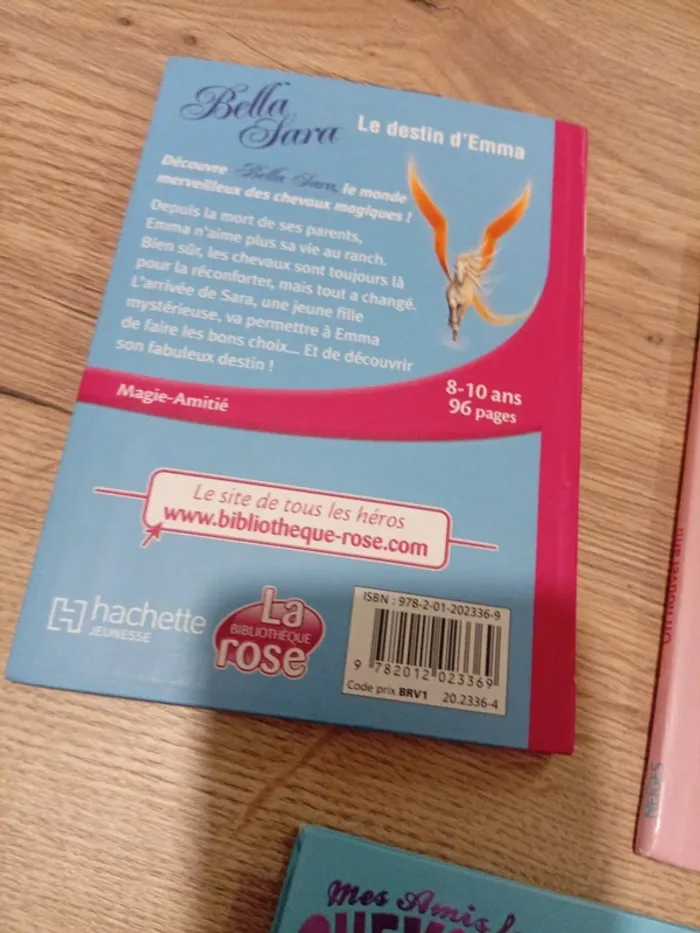 Bella
Sara
Le destin d'Emma
Découvre Bella Sara, le monde
merveilleux des chevaux magiques !
Depuis la mort de ses parents,
Emma n'aime plus sa vie au ranch.
Bien sûr, les chevaux sont toujours là
pour la réconforter, mais tout a changé.
L'arrivée de Sara, une jeune fille
mystérieuse, va permettre à Emma
de faire les bons choix... Et de découvrir
son fabuleux destin !
Magie-Amitié
8-10 ans
96 pages
Le site de tous les héros
www.bibliotheque-rose.com
hachette
JEUNESSE
La
BIBLIOTHÈQUE
rose
ISBN : 978-2-01-202336-9
9 782012 023369
Code prix BRV1 20.2336-4
Un nouvel ami
Mes Amis